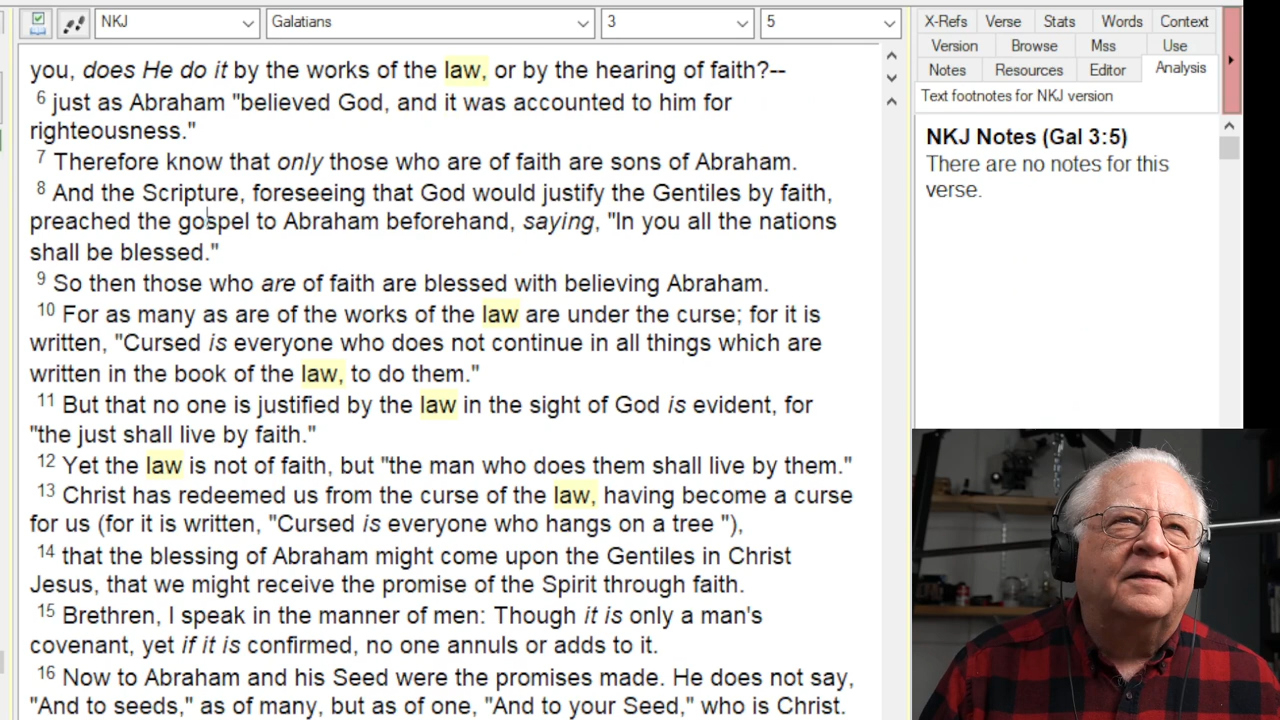 NKJ Galatians 3 5
you, does He do it by the works of the law, or by the hearing of faith?--
6 just as Abraham "believed God, and it was accounted to him for
righteousness."
7 Therefore know that only those who are of faith are sons of Abraham.
8 And the Scripture, foreseeing that God would justify the Gentiles by faith,
preached the gospel to Abraham beforehand, saying, "In you all the nations
shall be blessed."
9 So then those who are of faith are blessed with believing Abraham.
10 For as many as are of the works of the law are under the curse; for it is
written, "Cursed is everyone who does not continue in all things which are
written in the book of the law, to do them."
11 But that no one is justified by the law in the sight of God is evident, for
"the just shall live by faith."
12 Yet the law is not of faith, but "the man who does them shall live by them."
13 Christ has redeemed us from the curse of the law, having become a curse
for us (for it is written, "Cursed is everyone who hangs on a tree "),
14 that the blessing of Abraham might come upon the Gentiles in Christ
Jesus, that we might receive the promise of the Spirit through faith.
15 Brethren, I speak in the manner of men: Though it is only a man's
covenant, yet if it is confirmed, no one annuls or adds to it.
16 Now to Abraham and his Seed were the promises made. He does not say,
"And to seeds," as of many, but as of one, "And to your Seed," who is Christ.
X-Refs Verse Stats Words Context
Version Browse Mss Use
Notes Resources Editor Analysis
Text footnotes for NKJ version
NKJ Notes (Gal 3:5)
There are no notes for this
verse.